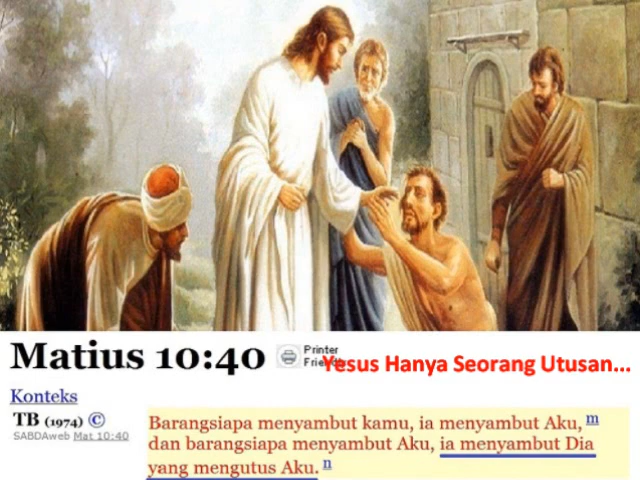 Matius 10:40
Printer
Friendly
Yesus Hanya Seorang Utusan...
Konteks
TB (1974) ©
SABDAweb Mat 10:40
Barangsiapa menyambut kamu, ia menyambut Aku, m
dan barangsiapa menyambut Aku, ia menyambut Dia
yang mengutus Aku. n